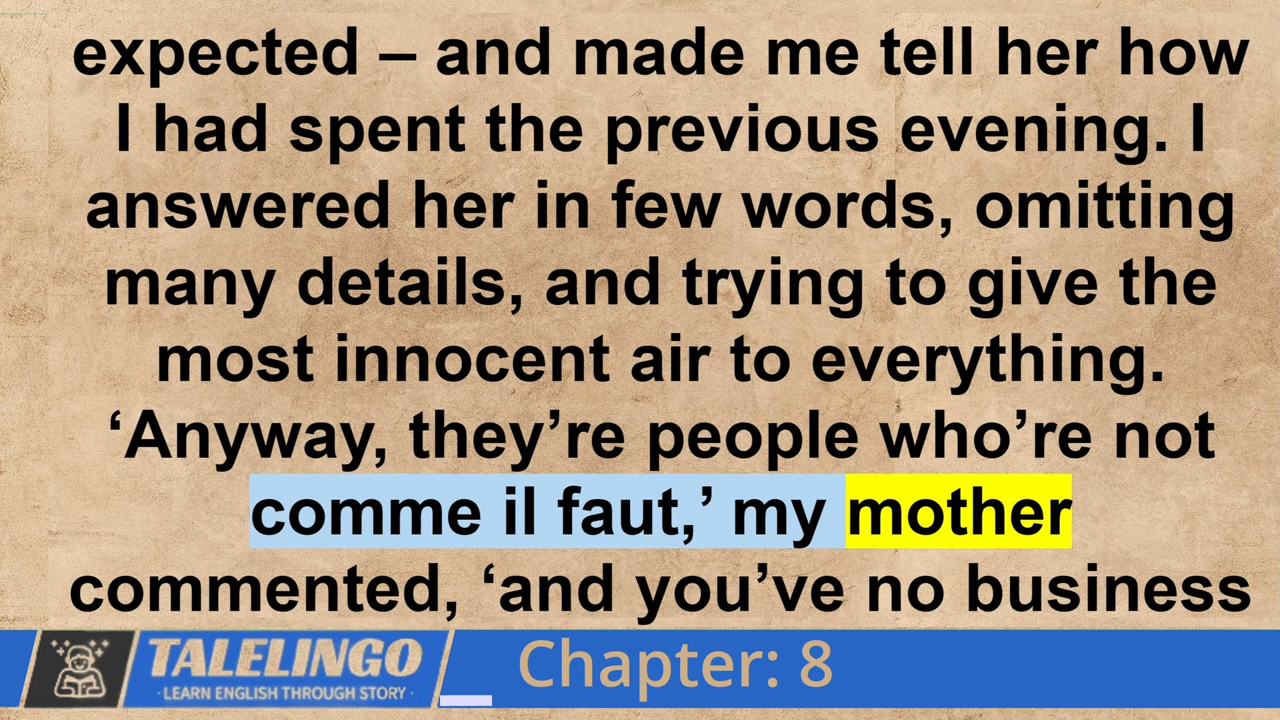 expected – and made me tell her how
I had spent the previous evening. I
answered her in few words, omitting
many details, and trying to give the
most innocent air to everything.
‘Anyway, they’re people who’re not
comme il faut,’ my mother
commented, ‘and you’ve no business
TALELINGO
· LEARN ENGLISH THROUGH STORY ·
Chapter: 8